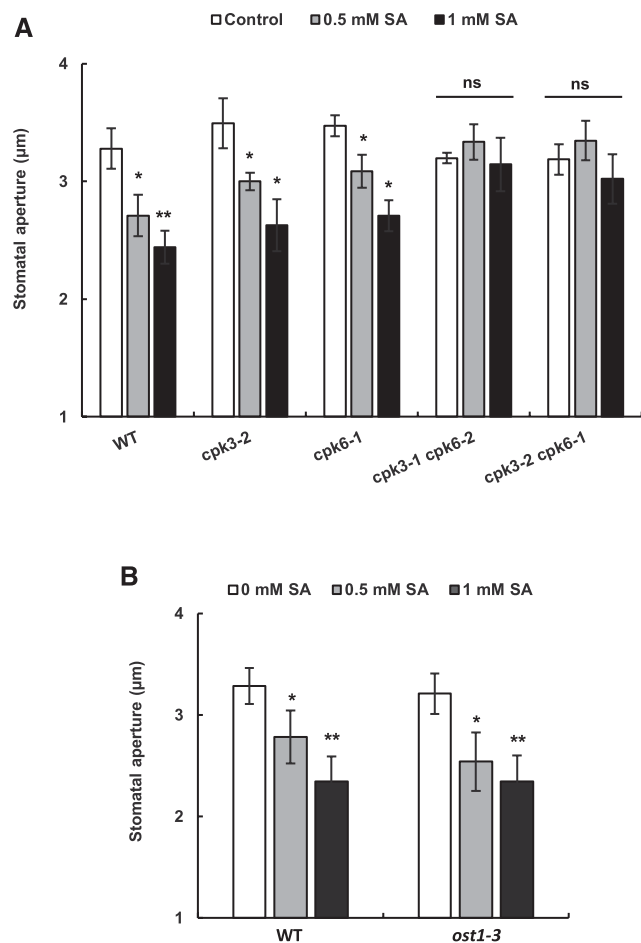 A
Control 0.5 mM SA 1 mM SA
Stomatal aperture (μm)
4
3
2
1
* **
* *
* *
ns
ns
WT cpk3-2 cpk6-1 cpk3-1 cpk6-2 cpk3-2 cpk6-1
B
0 mM SA 0.5 mM SA 1 mM SA
Stomatal aperture (μm)
4
3
2
1
* **
* **
WT ost1-3